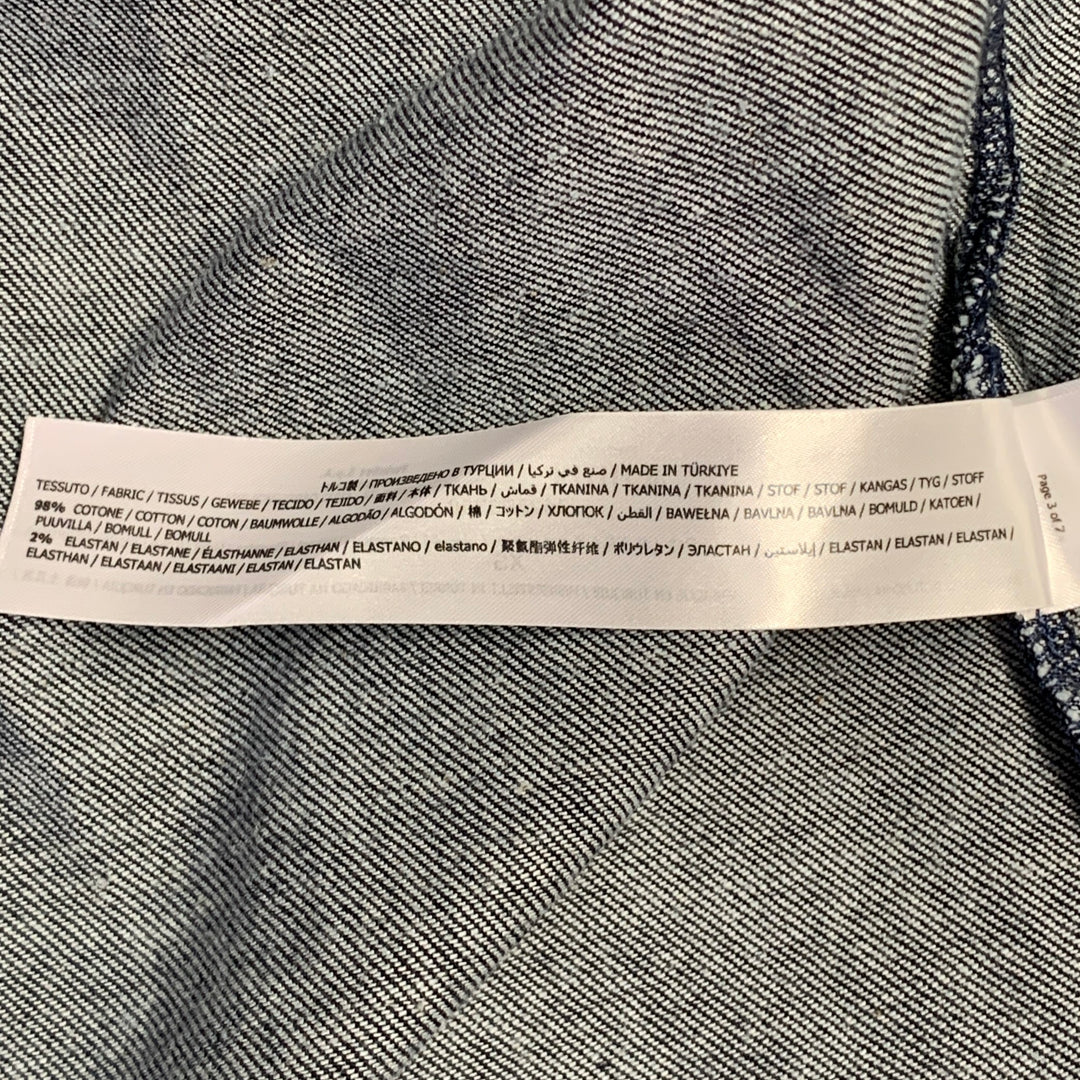 トルコ製 / ПРОИЗВЕДЕНО В ТУРЦИИ / صنع في تركيا / MADE IN TÜRKIYE
TESSUTO / FABRIC / TISSUS / GEWEBE / TECIDO / TEJIDO / 面料 / 本体 / ТКАНЬ / قماش / TKANINA / TKANINA / TKANINA / STOF / STOF / KANGAS / TYG / STOFF
98% COTONE / COTTON / COTON / BAUMWOLLE / ALGODÃO / ALGODÓN / 棉 / コットン / ХЛОПОК / القطن / BAWEŁNA / BAVLNA / BAVLNA / BOMULD / KATOEN /
PUUVILLA / BOMULL / BOMULL
2% ELASTAN / ELASTANE / ÉLASTHANNE / ELASTHAN / ELASTANO / elastano / 聚氨酯弹性纤维 / ポリウレタン / ЭЛАСТАН / إيلاستين / ELASTAN / ELASTAN / ELASTAN /
ELASTHAN / ELASTAAN / ELASTAANI / ELASTAN / ELASTAN
Page 3 of 7